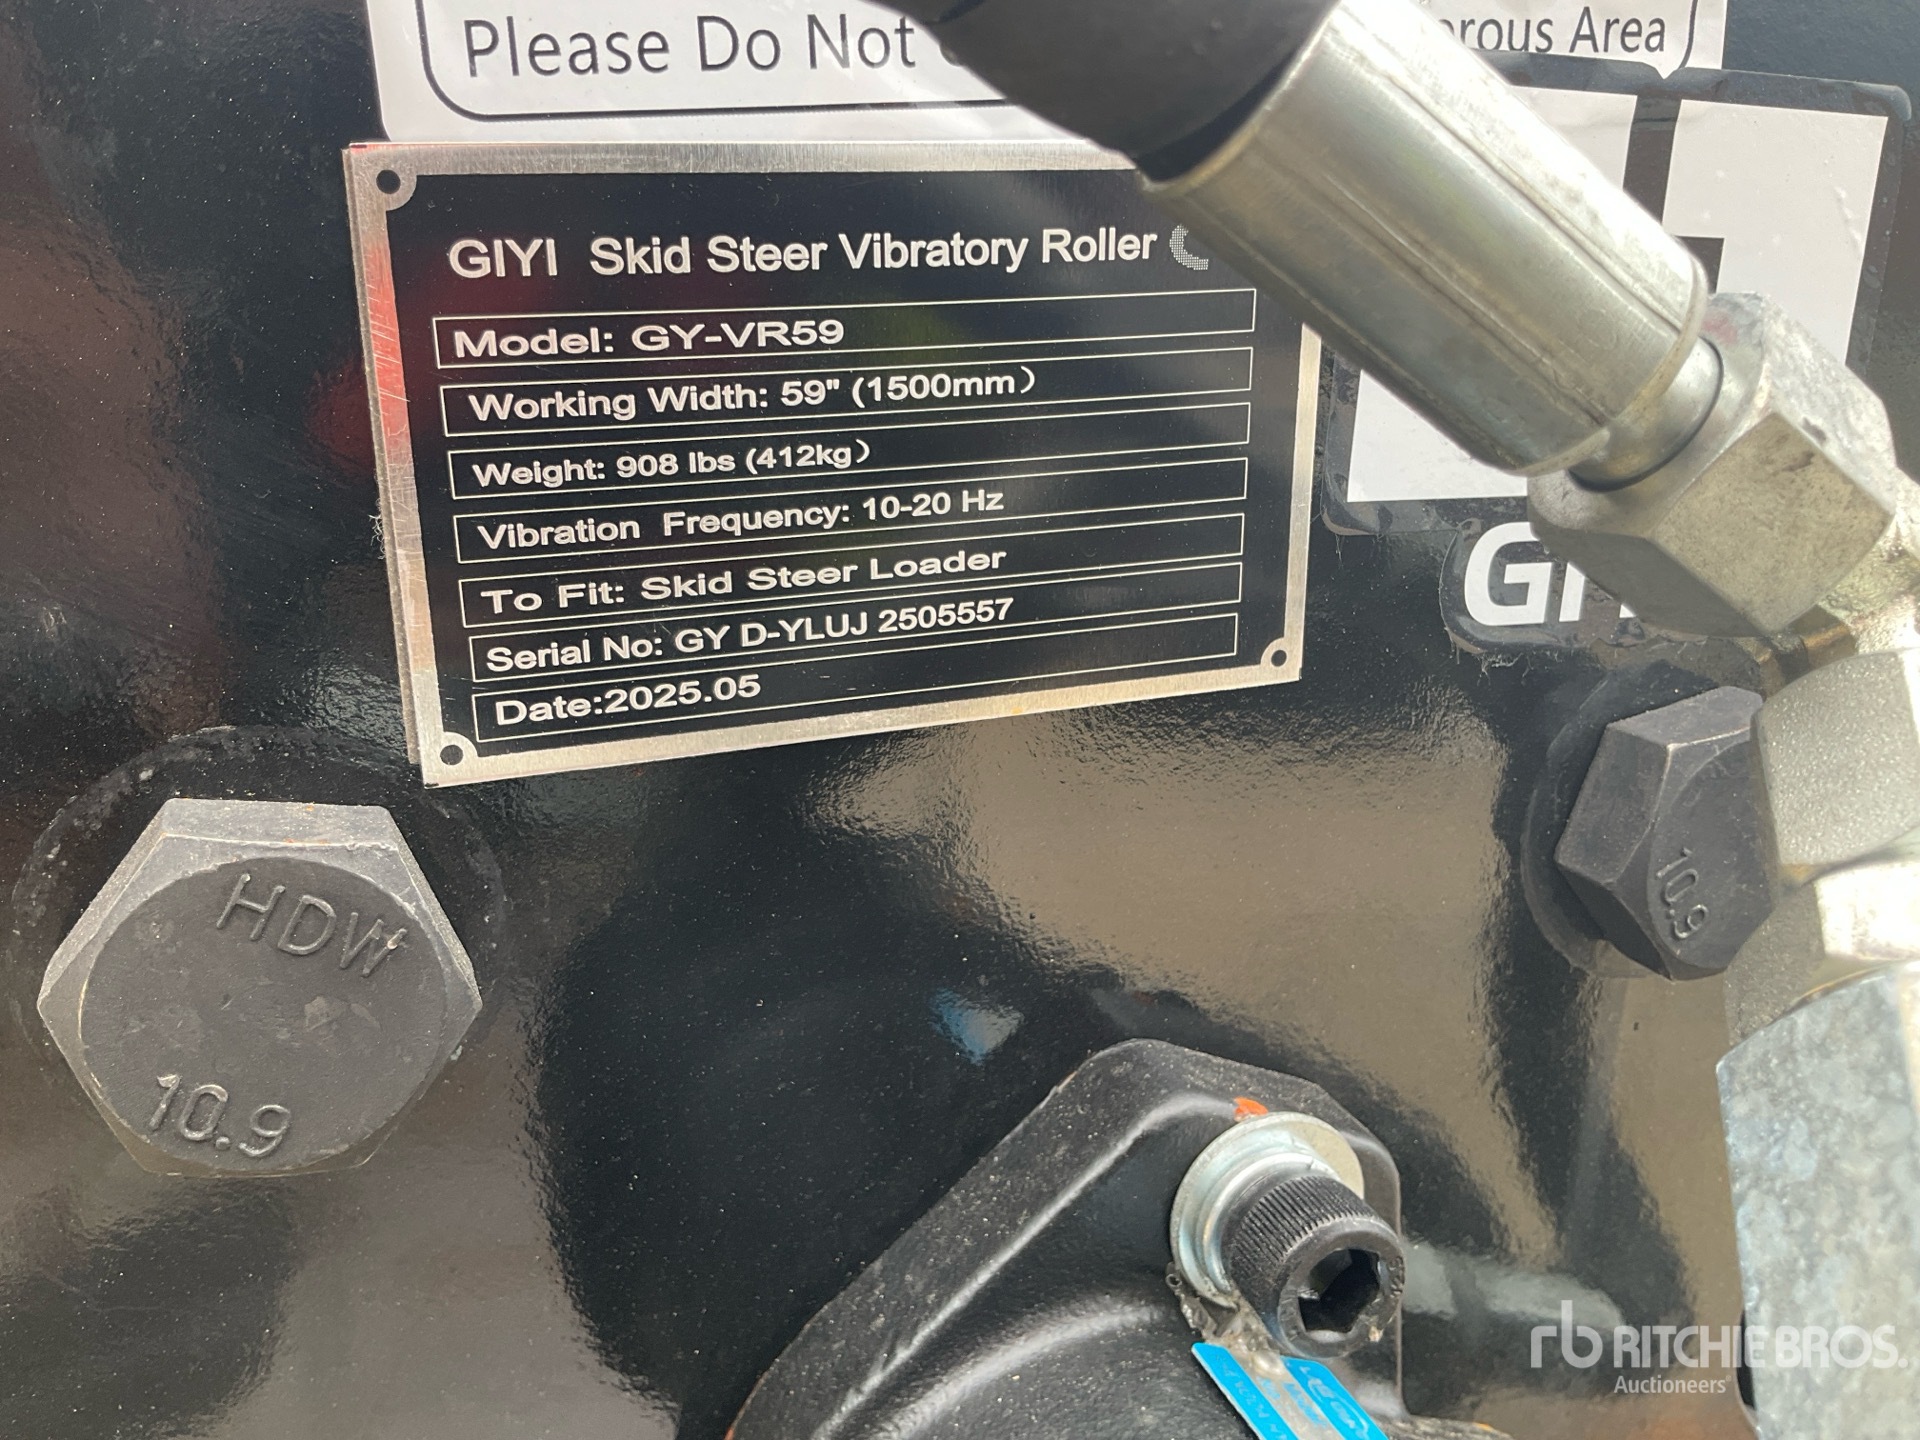 Please Do Not
Area
GIYI Skid Steer Vibratory Roller
Model: GY-VR59
Working Width: 59" (1500mm)
Weight: 908 lbs (412kg)
Vibration Frequency: 10-20 Hz
To Fit: Skid Steer Loader
Serial No: GY D-YLUJ 2505557
Date:2025.05
HDW
10.9
10.9
rb RITCHIE BROS.
Auctioneers